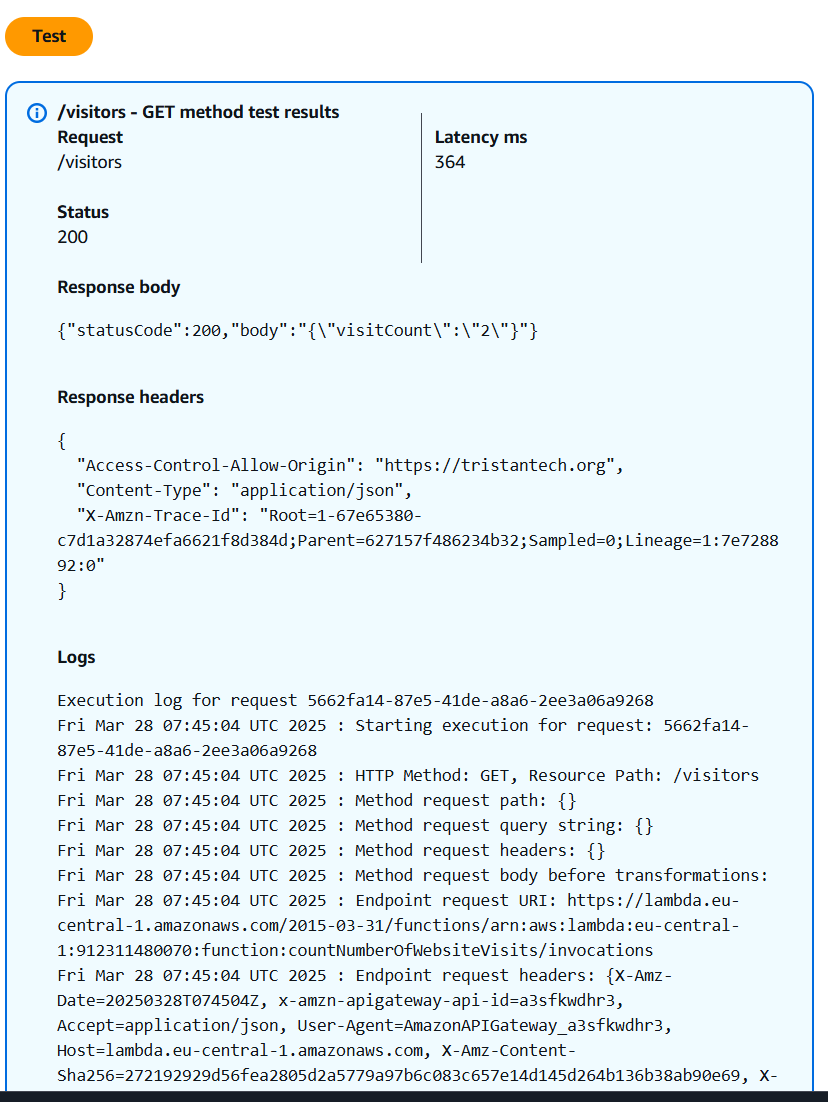 Test
/visitors - GET method test results
Request
/visitors
Latency ms
364
Status
200
Response body
{"statusCode":200,"body":"{\"visitCount\":\"2\"}"}
Response headers
{
  "Access-Control-Allow-Origin": "https://tristantech.org",
  "Content-Type": "application/json",
  "X-Amzn-Trace-Id": "Root=1-67e65380-
c7d1a32874efa6621f8d384d;Parent=627157f486234b32;Sampled=0;Lineage=1:7e7288
92:0"
}
Logs
Execution log for request 5662fa14-87e5-41de-a8a6-2ee3a06a9268
Fri Mar 28 07:45:04 UTC 2025 : Starting execution for request: 5662fa14-
87e5-41de-a8a6-2ee3a06a9268
Fri Mar 28 07:45:04 UTC 2025 : HTTP Method: GET, Resource Path: /visitors
Fri Mar 28 07:45:04 UTC 2025 : Method request path: {}
Fri Mar 28 07:45:04 UTC 2025 : Method request query string: {}
Fri Mar 28 07:45:04 UTC 2025 : Method request headers: {}
Fri Mar 28 07:45:04 UTC 2025 : Method request body before transformations:
Fri Mar 28 07:45:04 UTC 2025 : Endpoint request URI: https://lambda.eu-
central-1.amazonaws.com/2015-03-31/functions/arn:aws:lambda:eu-central-
1:912311480070:function:countNumberOfWebsiteVisits/invocations
Fri Mar 28 07:45:04 UTC 2025 : Endpoint request headers: {X-Amz-
Date=20250328T074504Z, x-amzn-apigateway-api-id=a3sfkwdhr3,
Accept=application/json, User-Agent=AmazonAPIGateway_a3sfkwdhr3,
Host=lambda.eu-central-1.amazonaws.com, X-Amz-Content-
Sha256=272192929d56fea2805d2a5779a97b6c083c657e14d145d264b136b38ab90e69, X-